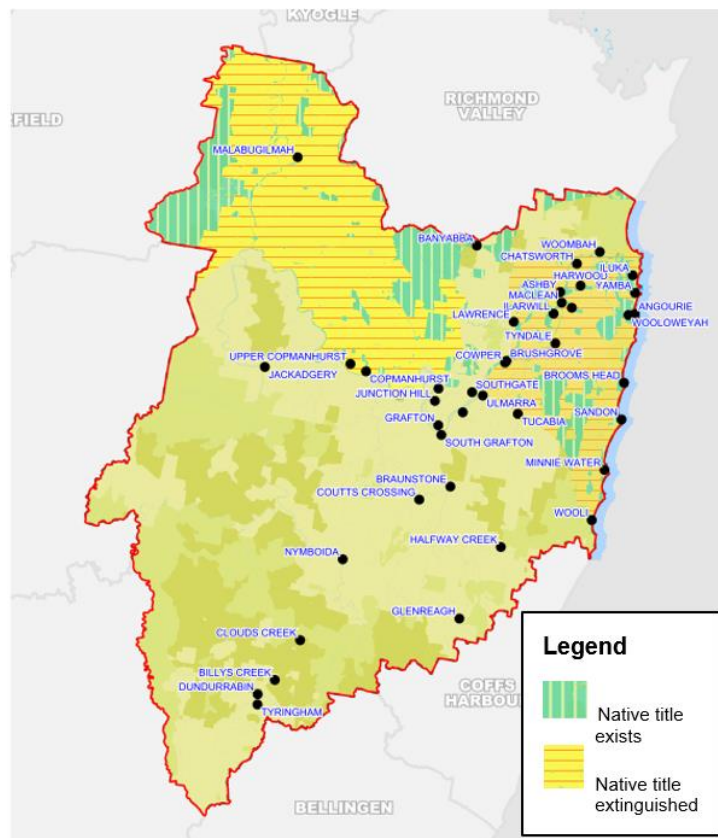 KYOGLE
RFIELD
RICHMOND
VALLEY
MALABUGILMAH
BANYABBA
WOOMBAH
CHATSWORTH
ILUKA
HARWOOD
ASHBY
YAMBA
MACLEAN
ILARWILL
ANGOURIE
LAWRENCE
WOOLOWEYAH
TYNDALE
UPPER COPMANHURST
COWPER
BRUSHGROVE
JACKADGERY
COPMANHURST
BROOMS HEAD
JUNCTION HILL
SOUTHGATE
ULMARRA
GRAFTON
TUCABIA
SANDON
SOUTH GRAFTON
MINNIE WATER
BRAUNSTONE
COUTTS CROSSING
WOOLI
HALFWAY CREEK
NYMBOIDA
GLENREAGH
CLOUDS CREEK
BILLYS CREEK
DUNDURRABIN
TYRINGHAM
COFFS
HARBOU
BELLINGEN
Legend
Native title
exists
Native title
extinguished